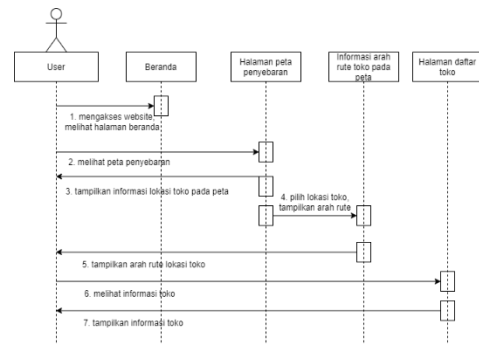 User
Beranda
Halaman peta
penyebaran
Informasi arah
rute toko pada
peta
Halaman daftar
toko
1. mengakses website,
melihat halaman beranda
2. melihat peta penyebaran
3. tampilkan informasi lokasi toko pada peta
4. pilih lokasi toko,
tampilkan arah rute
5. tampilkan arah rute lokasi toko
6. melihat informasi toko
7. tampilkan informasi toko